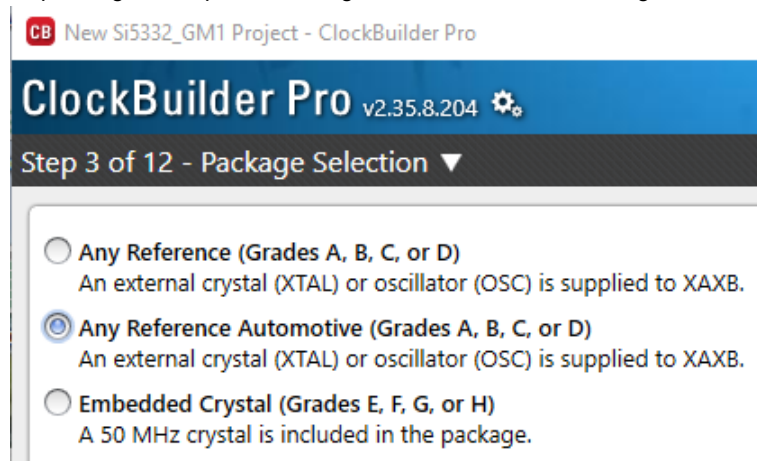 CB New Si5332_GM1 Project - ClockBuilder Pro
ClockBuilder Pro v2.35.8.204
Step 3 of 12 - Package Selection ▼
Any Reference (Grades A, B, C, or D)
An external crystal (XTAL) or oscillator (OSC) is supplied to XAXB.
Any Reference Automotive (Grades A, B, C, or D)
An external crystal (XTAL) or oscillator (OSC) is supplied to XAXB.
Embedded Crystal (Grades E, F, G, or H)
A 50 MHz crystal is included in the package.